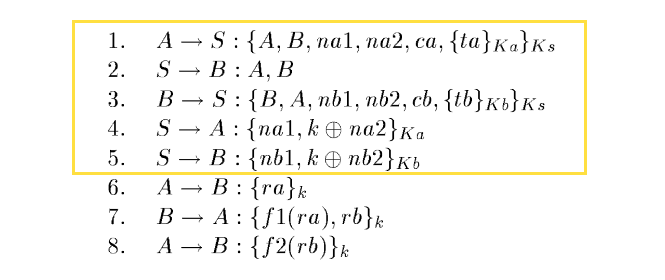 1. A → S : {A, B, na1, na2, ca, {ta}Ka}Ks
2. S → B : A, B
3. B → S : {B, A, nb1, nb2, cb, {tb}Kb}Ks
4. S → A : {na1, k ⊕ na2}Ka
5. S → B : {nb1, k ⊕ nb2}Kb
6. A → B : {ra}k
7. B → A : {f1(ra), rb}k
8. A → B : {f2(rb)}k